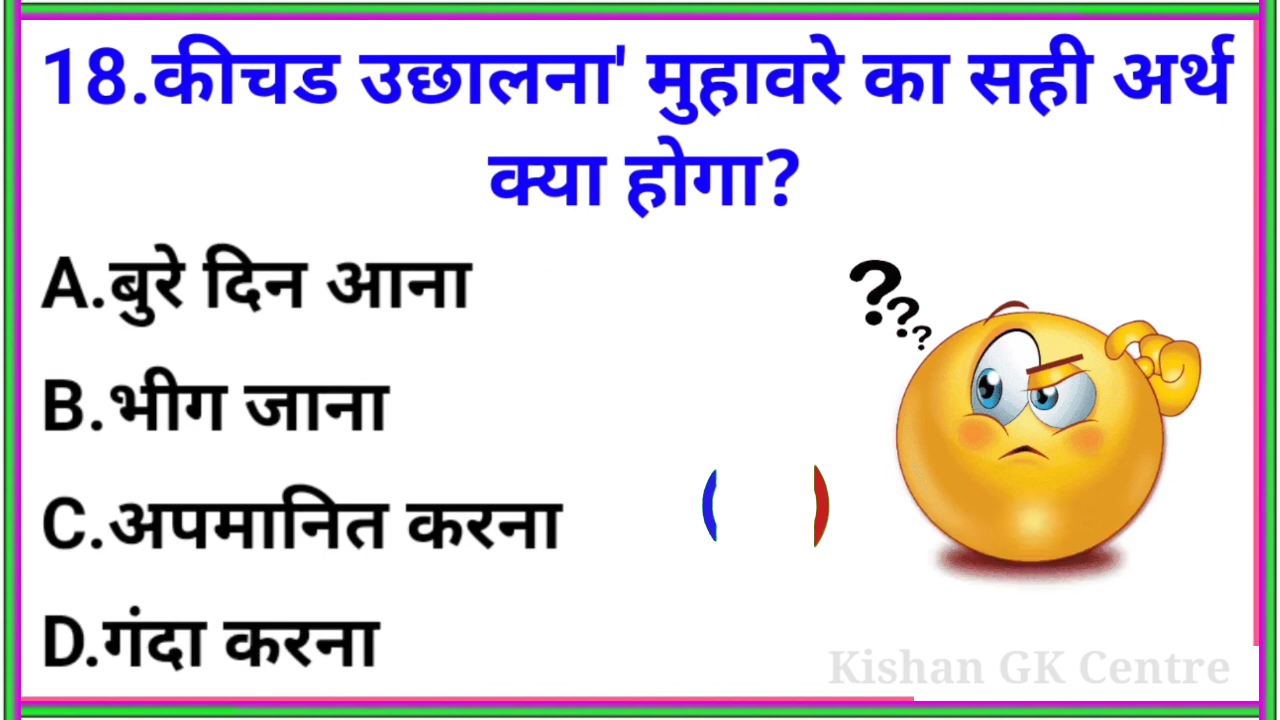 18.कीचड उछालना' मुहावरे का सही अर्थ
क्या होगा?
A.बुरे दिन आना
B.भीग जाना
C.अपमानित करना
D.गंदा करना
( )
???
Kishan GK Centre